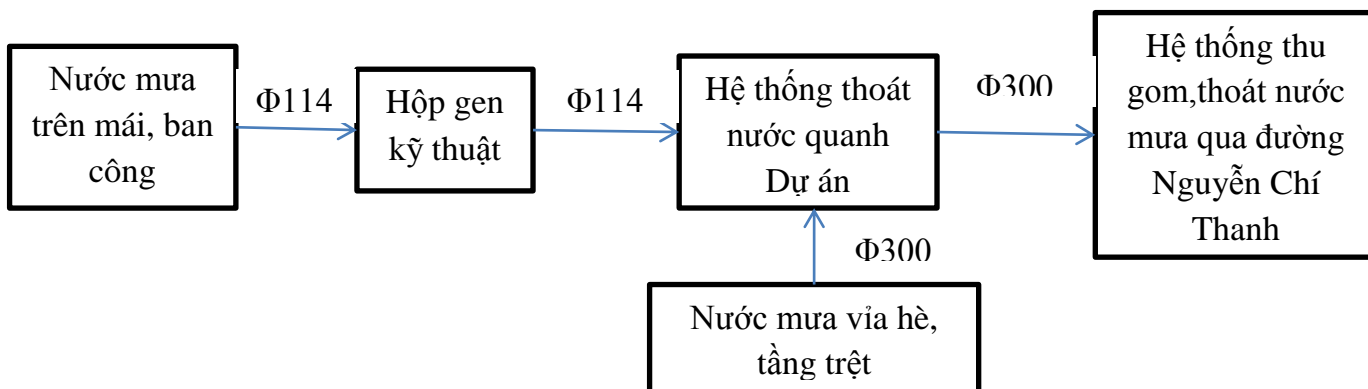 Nước mưa
trên mái, ban
công
Φ114
Hộp gen
kỹ thuật
Φ114
Hệ thống thoát
nước quanh
Dự án
Φ300
Hệ thống thu
gom,thoát nước
mưa qua đường
Nguyễn Chí
Thanh
Φ300
Nước mưa vỉa hè,
tầng trệt